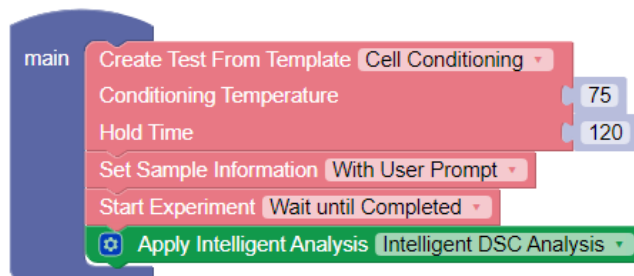 main Create Test From Template Cell Conditioning
Conditioning Temperature 75
Hold Time 120
Set Sample Information With User Prompt
Start Experiment Wait until Completed
Apply Intelligent Analysis Intelligent DSC Analysis